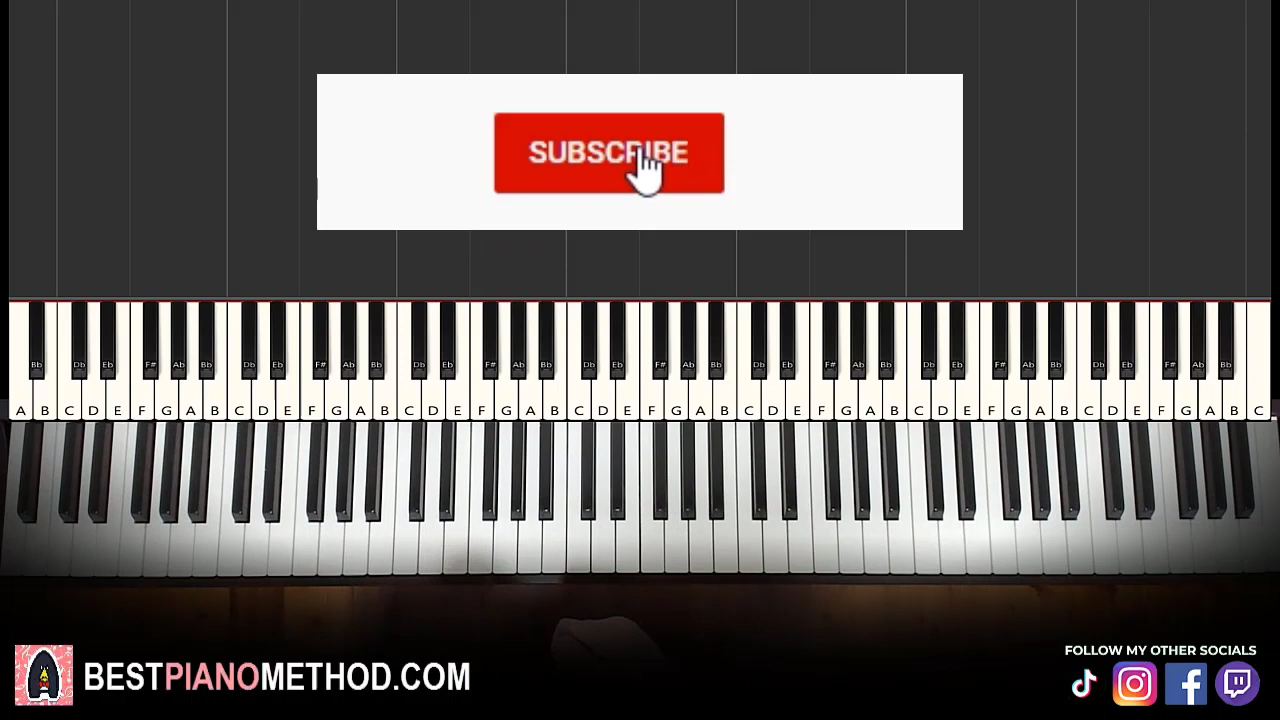 SUBSCRIBE
Bb Db Eb F# Ab Bb Db Eb F# Ab Bb Db Eb F# Ab Bb Db Eb F# Ab Bb Db Eb F# Ab Bb Db Eb F# Ab Bb Db Eb F# Ab Bb
A B C D E F G A B C D E F G A B C D E F G A B C D E F G A B C D E F G A B C D E F G A B C D E F G A B C
FOLLOW MY OTHER SOCIALS
BESTPIANOMETHOD.COM